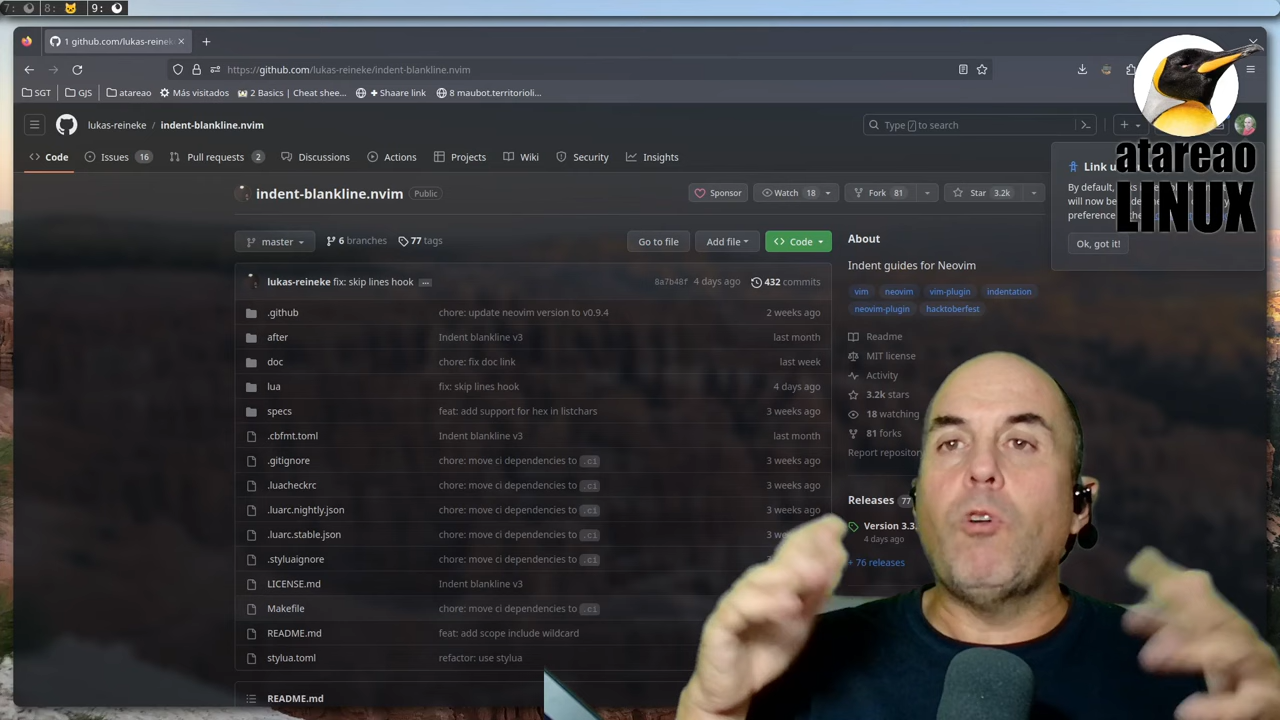 7: 8: 9:
1 github.com/lukas-reinek
https://github.com/lukas-reineke/indent-blankline.nvim
SGT GJS atareao Más visitados 2 Basics | Cheat shee... + Shaare link 8 maubot.territorioli...
lukas-reineke / indent-blankline.nvim
Type / to search
Code Issues 16 Pull requests 2 Discussions Actions Projects Wiki Security Insights
Link u
By default,
will now be
preference
Ok, got it!
atareao
LINUX
indent-blankline.nvim Public
Sponsor Watch 18 Fork 81 Star 3.2k
master 6 branches 77 tags Go to file Add file Code
lukas-reineke fix: skip lines hook ... 8a7b48f 4 days ago 432 commits
.github chore: update neovim version to v0.9.4 2 weeks ago
after Indent blankline v3 last month
doc chore: fix doc link last week
lua fix: skip lines hook 4 days ago
specs feat: add support for hex in listchars 3 weeks ago
.cbfmt.toml Indent blankline v3 last month
.gitignore chore: move ci dependencies to .ci 3 weeks ago
.luacheckrc chore: move ci dependencies to .ci 3 weeks ago
.luarc.nightly.json chore: move ci dependencies to .ci 3 weeks ago
.luarc.stable.json chore: move ci dependencies to .ci 3 we
.styluaignore chore: move ci dependencies to .ci
LICENSE.md Indent blankline v3
Makefile chore: move ci dependencies to .ci
README.md feat: add scope include wildcard
stylua.toml refactor: use stylua
README.md
About
Indent guides for Neovim
vim neovim vim-plugin indentation
neovim-plugin hacktoberfest
Readme
MIT license
Activity
3.2k stars
18 watching
81 forks
Report repositor
Releases 77
Version 3.3.
4 days ago
+ 76 releases